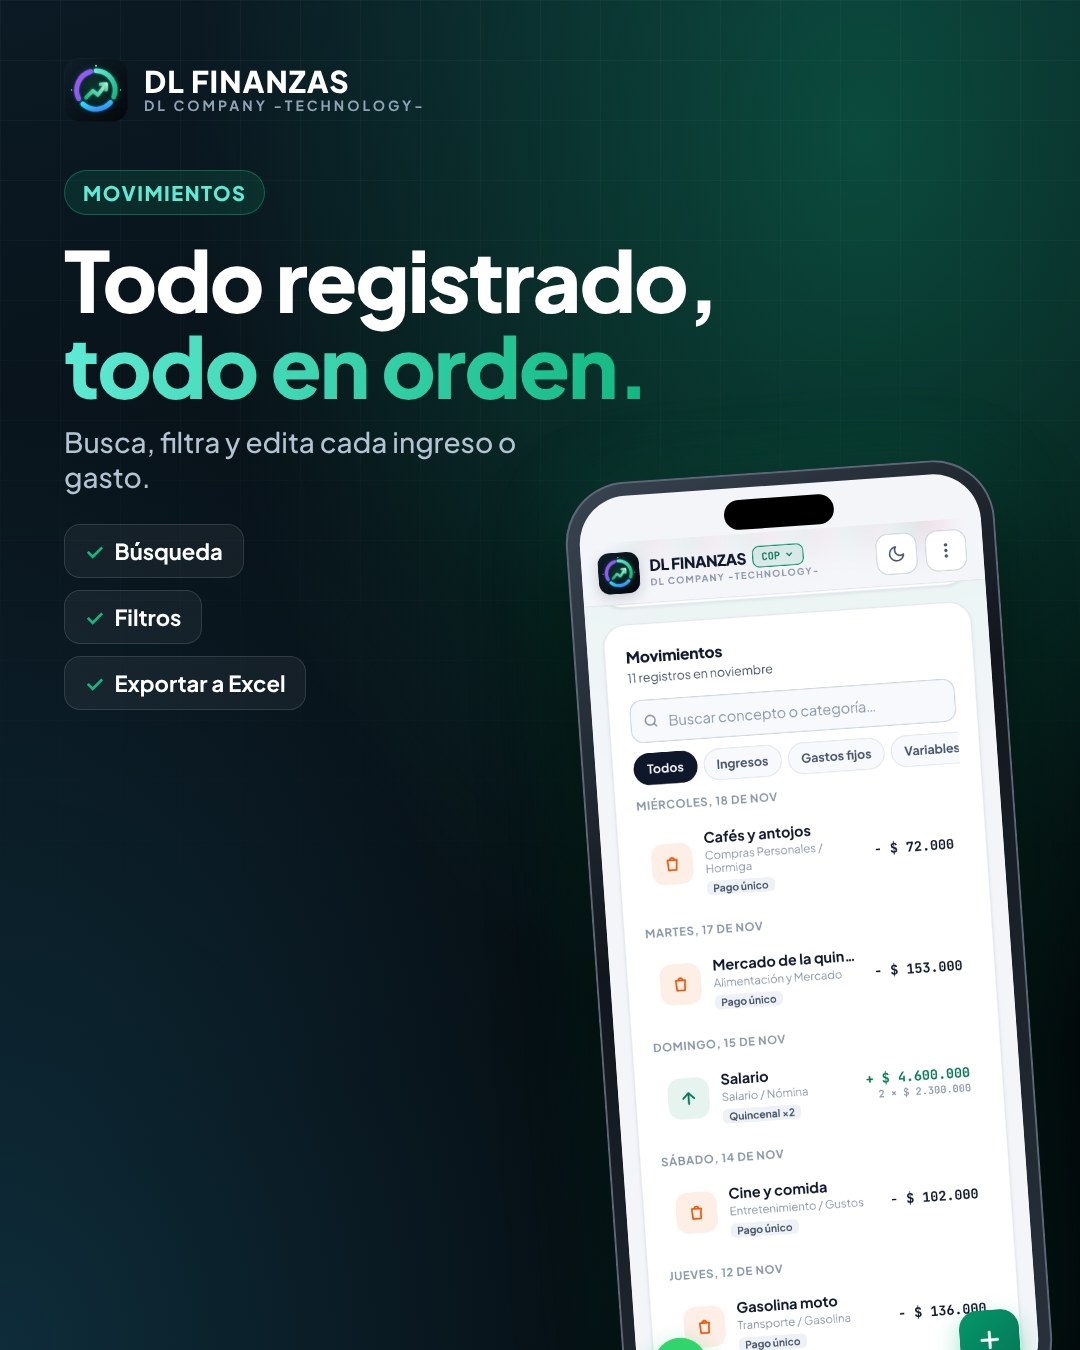 DL FINANZAS
DL COMPANY -TECHNOLOGY-
MOVIMIENTOS
Todo registrado,
todo en orden.
Busca, filtra y edita cada ingreso o
gasto.
Búsqueda
Filtros
Exportar a Excel
DL FINANZAS COP
DL COMPANY -TECHNOLOGY-
Movimientos
11 registros en noviembre
Buscar concepto o categoría...
Todos Ingresos Gastos fijos Variables
MIÉRCOLES, 18 DE NOV
Cafés y antojos - $ 72.000
Compras Personales /
Hormiga
Pago único
MARTES, 17 DE NOV
Mercado de la quin... - $ 153.000
Alimentación y Mercado
Pago único
DOMINGO, 15 DE NOV
Salario + $ 4.600.000
Salario / Nómina 2 × $ 2.300.000
Quincenal ×2
SÁBADO, 14 DE NOV
Cine y comida - $ 102.000
Entretenimiento / Gustos
Pago único
JUEVES, 12 DE NOV
Gasolina moto - $ 136.000
Transporte / Gasolina
Pago único